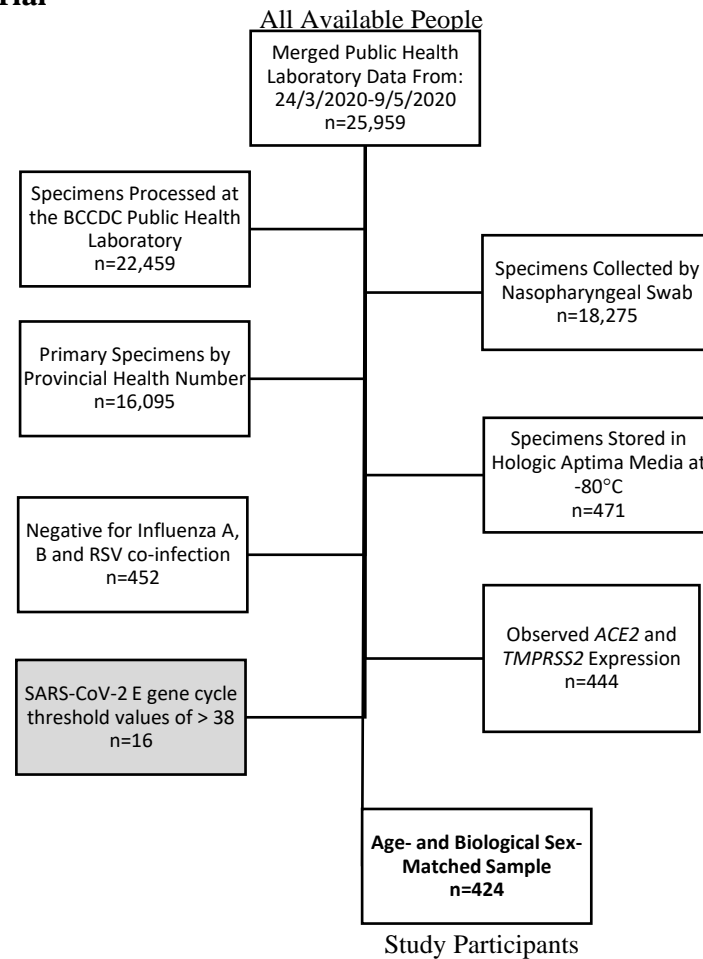 All Available People
Merged Public Health
Laboratory Data From:
24/3/2020-9/5/2020
n=25,959
Specimens Processed at
the BCCDC Public Health
Laboratory
n=22,459
Specimens Collected by
Nasopharyngeal Swab
n=18,275
Primary Specimens by
Provincial Health Number
n=16,095
Specimens Stored in
Hologic Aptima Media at
-80°C
n=471
Negative for Influenza A,
B and RSV co-infection
n=452
Observed ACE2 and
TMPRSS2 Expression
n=444
SARS-CoV-2 E gene cycle
threshold values of > 38
n=16
Age- and Biological Sex-
Matched Sample
n=424
Study Participants